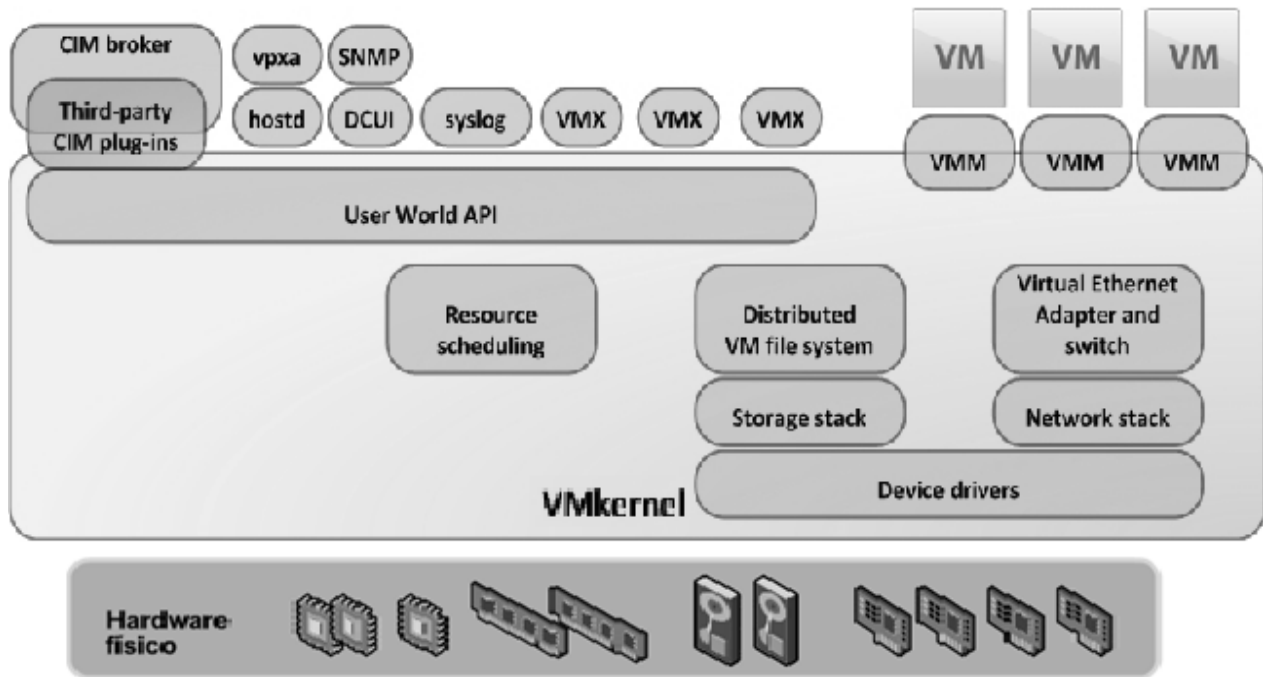 CIM broker
Third-party
CIM plug-ins
vpxa
SNMP
hostd
DCUI
syslog
VMX
VMX
VMX
VM
VM
VM
VMM
VMM
VMM
User World API
Resource
scheduling
Distributed
VM file system
Virtual Ethernet
Adapter and
switch
Storage stack
Network stack
Device drivers
VMkernel
Hardware
físico